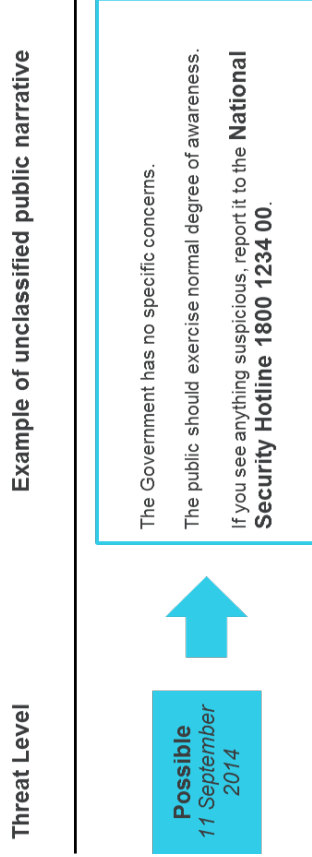 Threat Level
Example of unclassified public narrative
Possible
11 September
2014
The Government has no specific concerns.
The public should exercise normal degree of awareness.
If you see anything suspicious, report it to the National
Security Hotline 1800 1234 00.